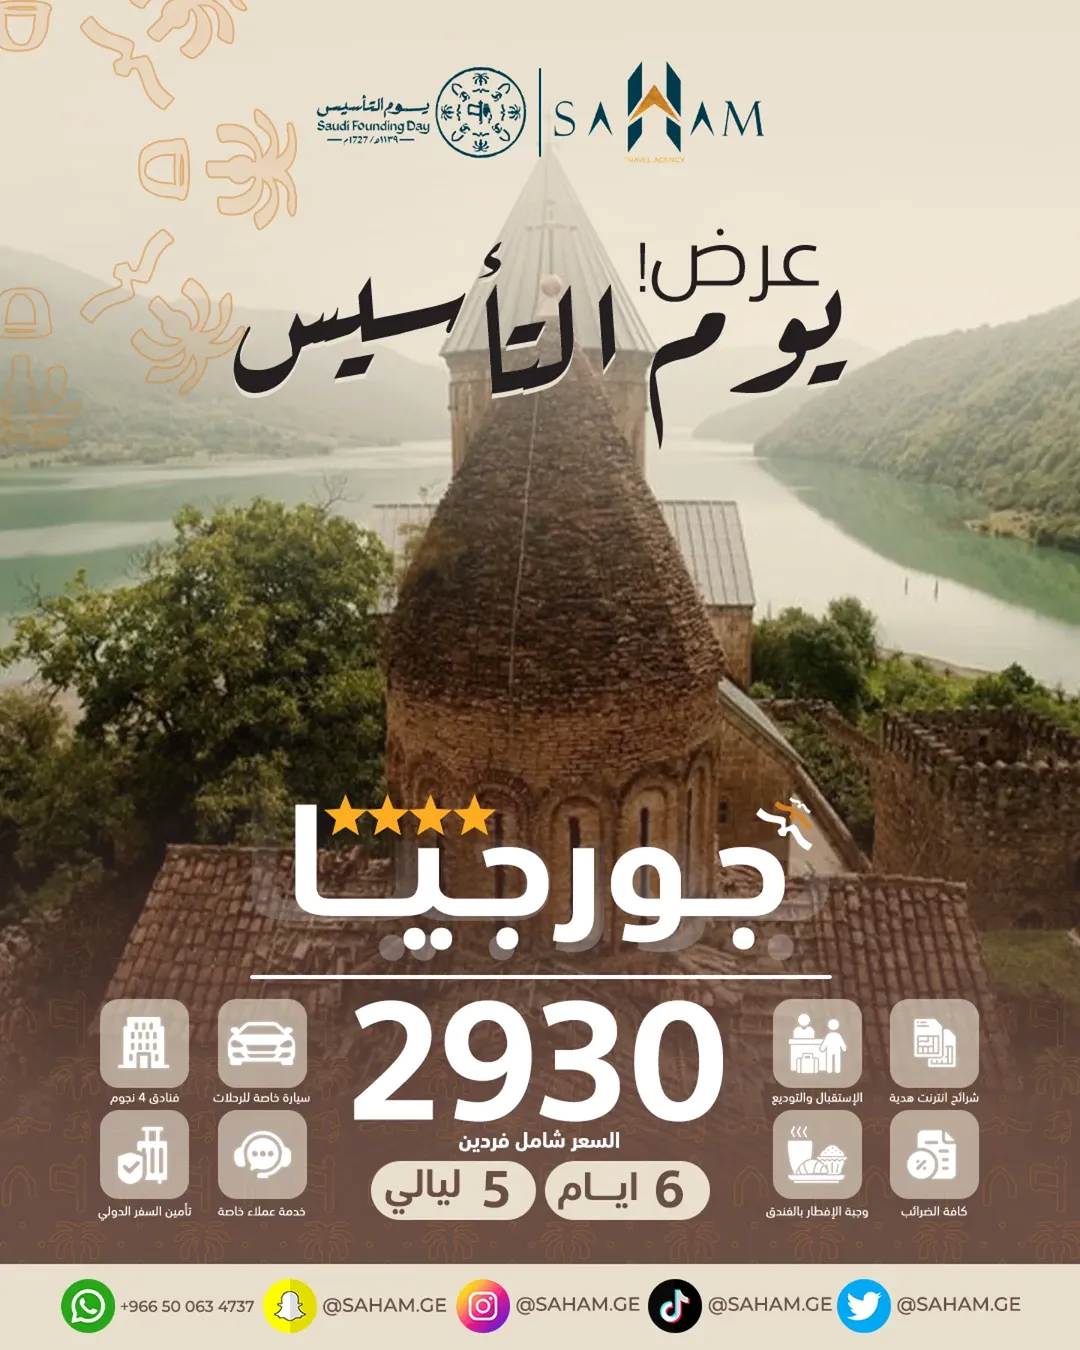 يوم التأسيس
Saudi Founding Day
١١٣٩هـ/ 1727م
SAHAM
TRAVEL AGENCY
عرض!
يوم التأسيس
جورجيا
2930
السعر شامل فردين
6 ايام
5 ليالي
شرائح انترنت هدية
الإستقبال والتوديع
سيارة خاصة للرحلات
فنادق 4 نجوم
كافة الضرائب
وجبة الإفطار بالفندق
خدمة عملاء خاصة
تأمين السفر الدولي
+966 50 063 4737
@SAHAM.GE
@SAHAM.GE
@SAHAM.GE
@SAHAM.GE